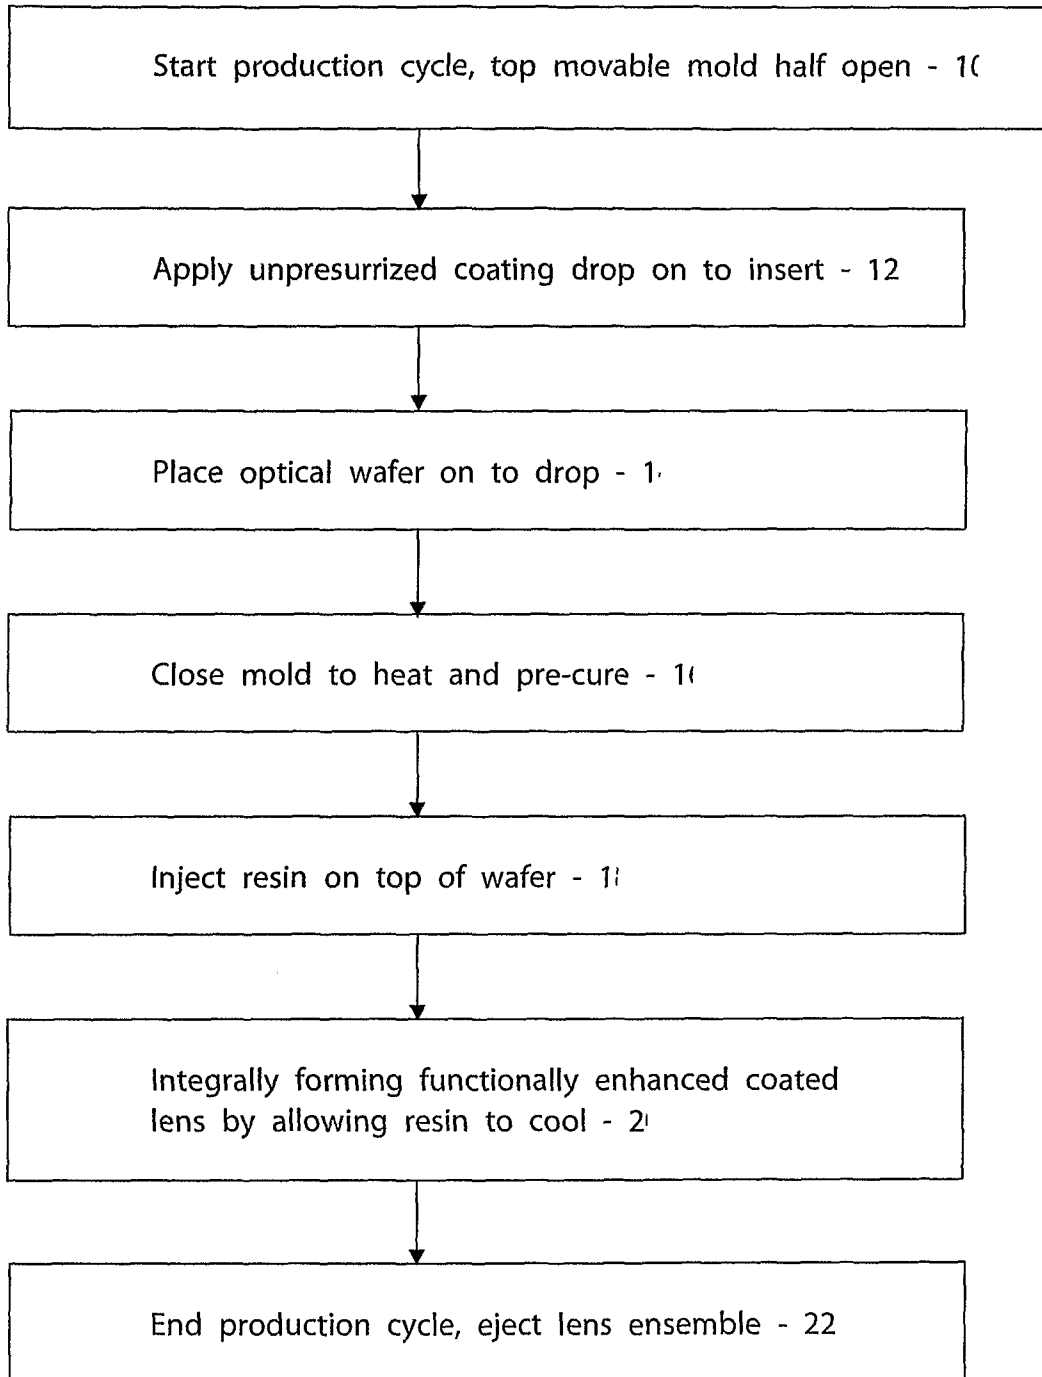 Start production cycle, top movable mold half open - 10
Apply unpresurrized coating drop on to insert - 12
Place optical wafer on to drop - 1
Close mold to heat and pre-cure - 1
Inject resin on top of wafer - 1
Integrally forming functionally enhanced coated
lens by allowing resin to cool - 2
End production cycle, eject lens ensemble - 22